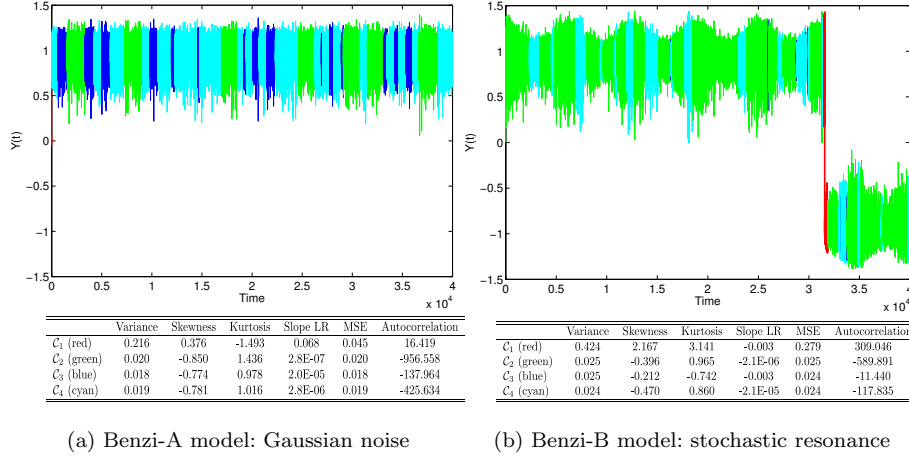 1.5
1
0.5
0
−0.5
−1
−1.5
Y(t)
0 0.5 1 1.5 2 2.5 3 3.5 4
Time
x 10^4
Variance Skewness Kurtosis Slope LR MSE Autocorrelation
C1 (red) 0.216 0.376 -1.493 0.068 0.045 16.419
C2 (green) 0.020 -0.850 1.436 2.8E-07 0.020 -956.558
C3 (blue) 0.018 -0.774 0.978 2.0E-05 0.018 -137.964
C4 (cyan) 0.019 -0.781 1.016 2.8E-06 0.019 -425.634
(a) Benzi-A model: Gaussian noise
1.5
1
0.5
0
−0.5
−1
−1.5
Y(t)
0 0.5 1 1.5 2 2.5 3 3.5 4
Time
x 10^4
Variance Skewness Kurtosis Slope LR MSE Autocorrelation
C1 (red) 0.424 2.167 3.141 -0.003 0.279 309.046
C2 (green) 0.025 -0.396 0.965 -2.1E-06 0.025 -589.891
C3 (blue) 0.025 -0.212 -0.742 -0.003 0.024 -11.440
C4 (cyan) 0.024 -0.470 0.860 -2.1E-05 0.024 -117.835
(b) Benzi-B model: stochastic resonance